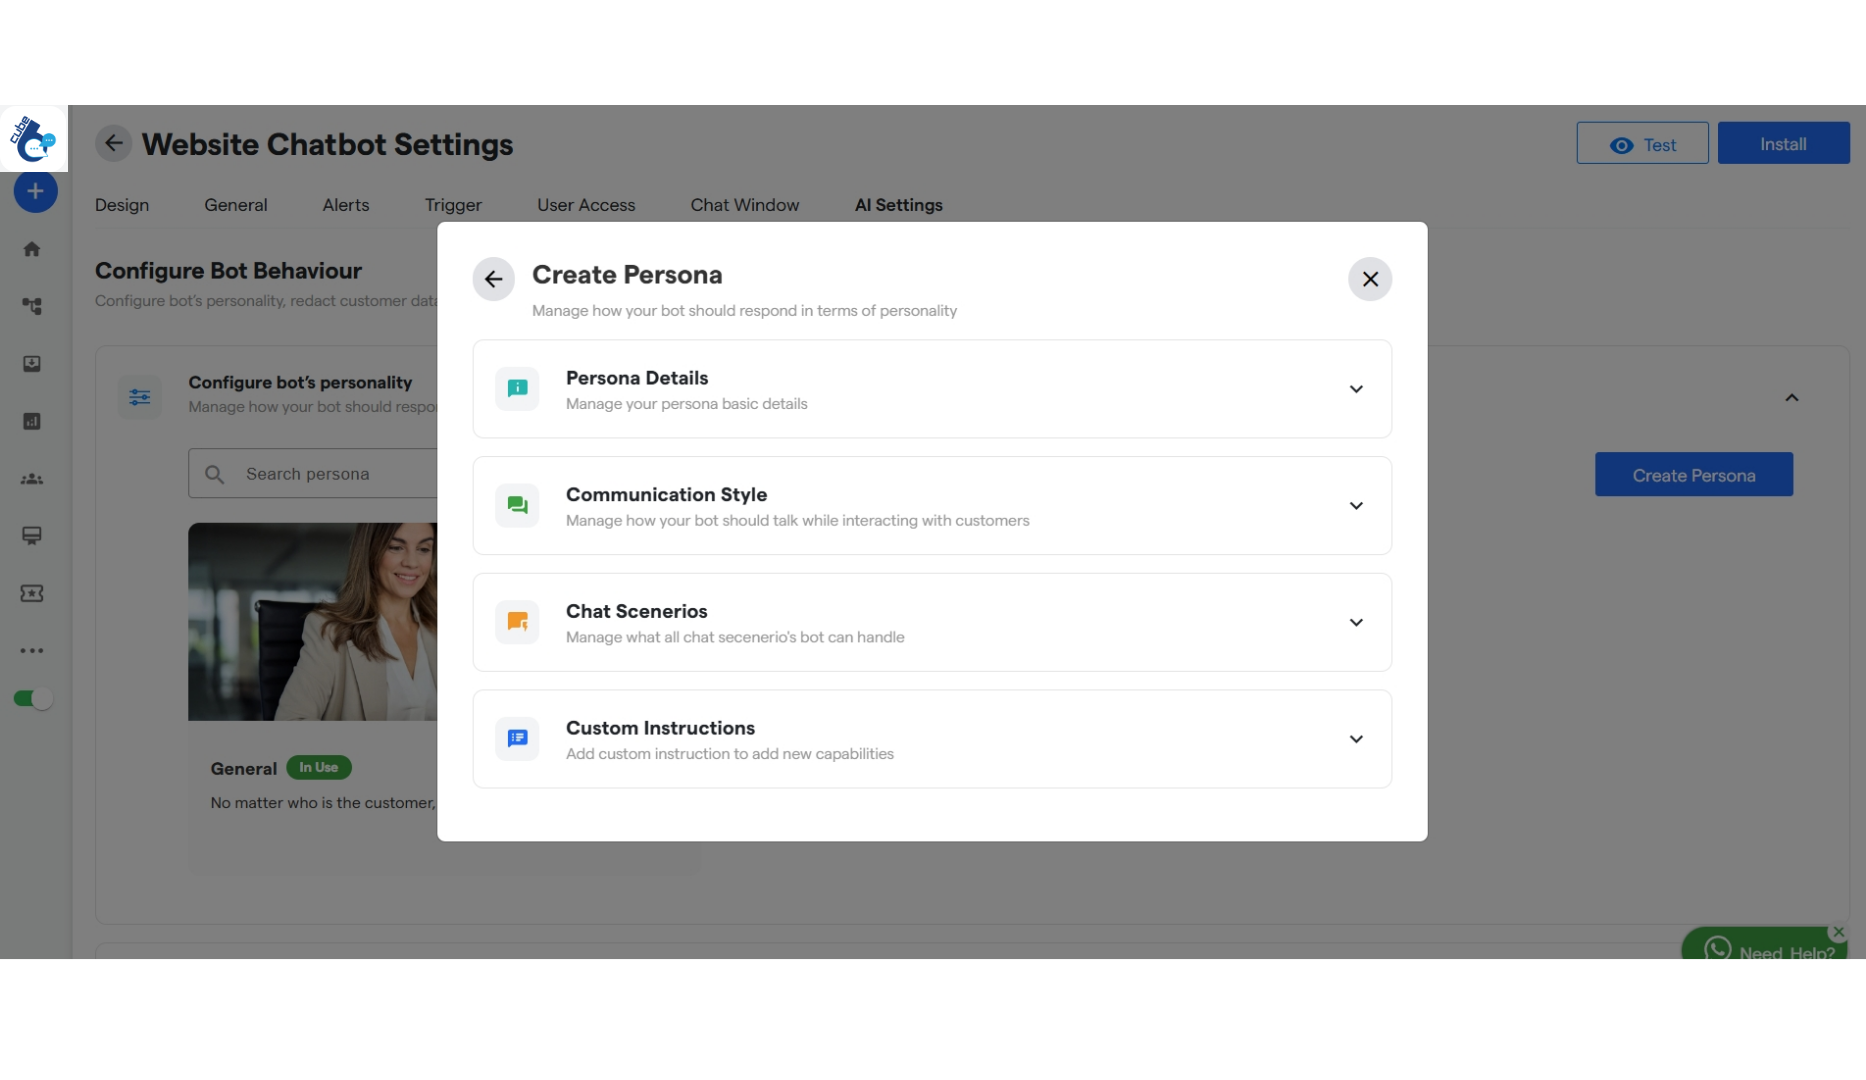 cube
Website Chatbot Settings
Test
Install
Design
General
Alerts
Trigger
User Access
Chat Window
AI Settings
Configure Bot Behaviour
Configure bot's personality, redact customer data
Create Persona
Manage how your bot should respond in terms of personality
Configure bot's personality
Manage how your bot should respo
Search persona
Create Persona
Persona Details
Manage your persona basic details
Communication Style
Manage how your bot should talk while interacting with customers
Chat Scenerios
Manage what all chat secenerio's bot can handle
Custom Instructions
Add custom instruction to add new capabilities
General
In Use
No matter who is the customer,
Need Help?